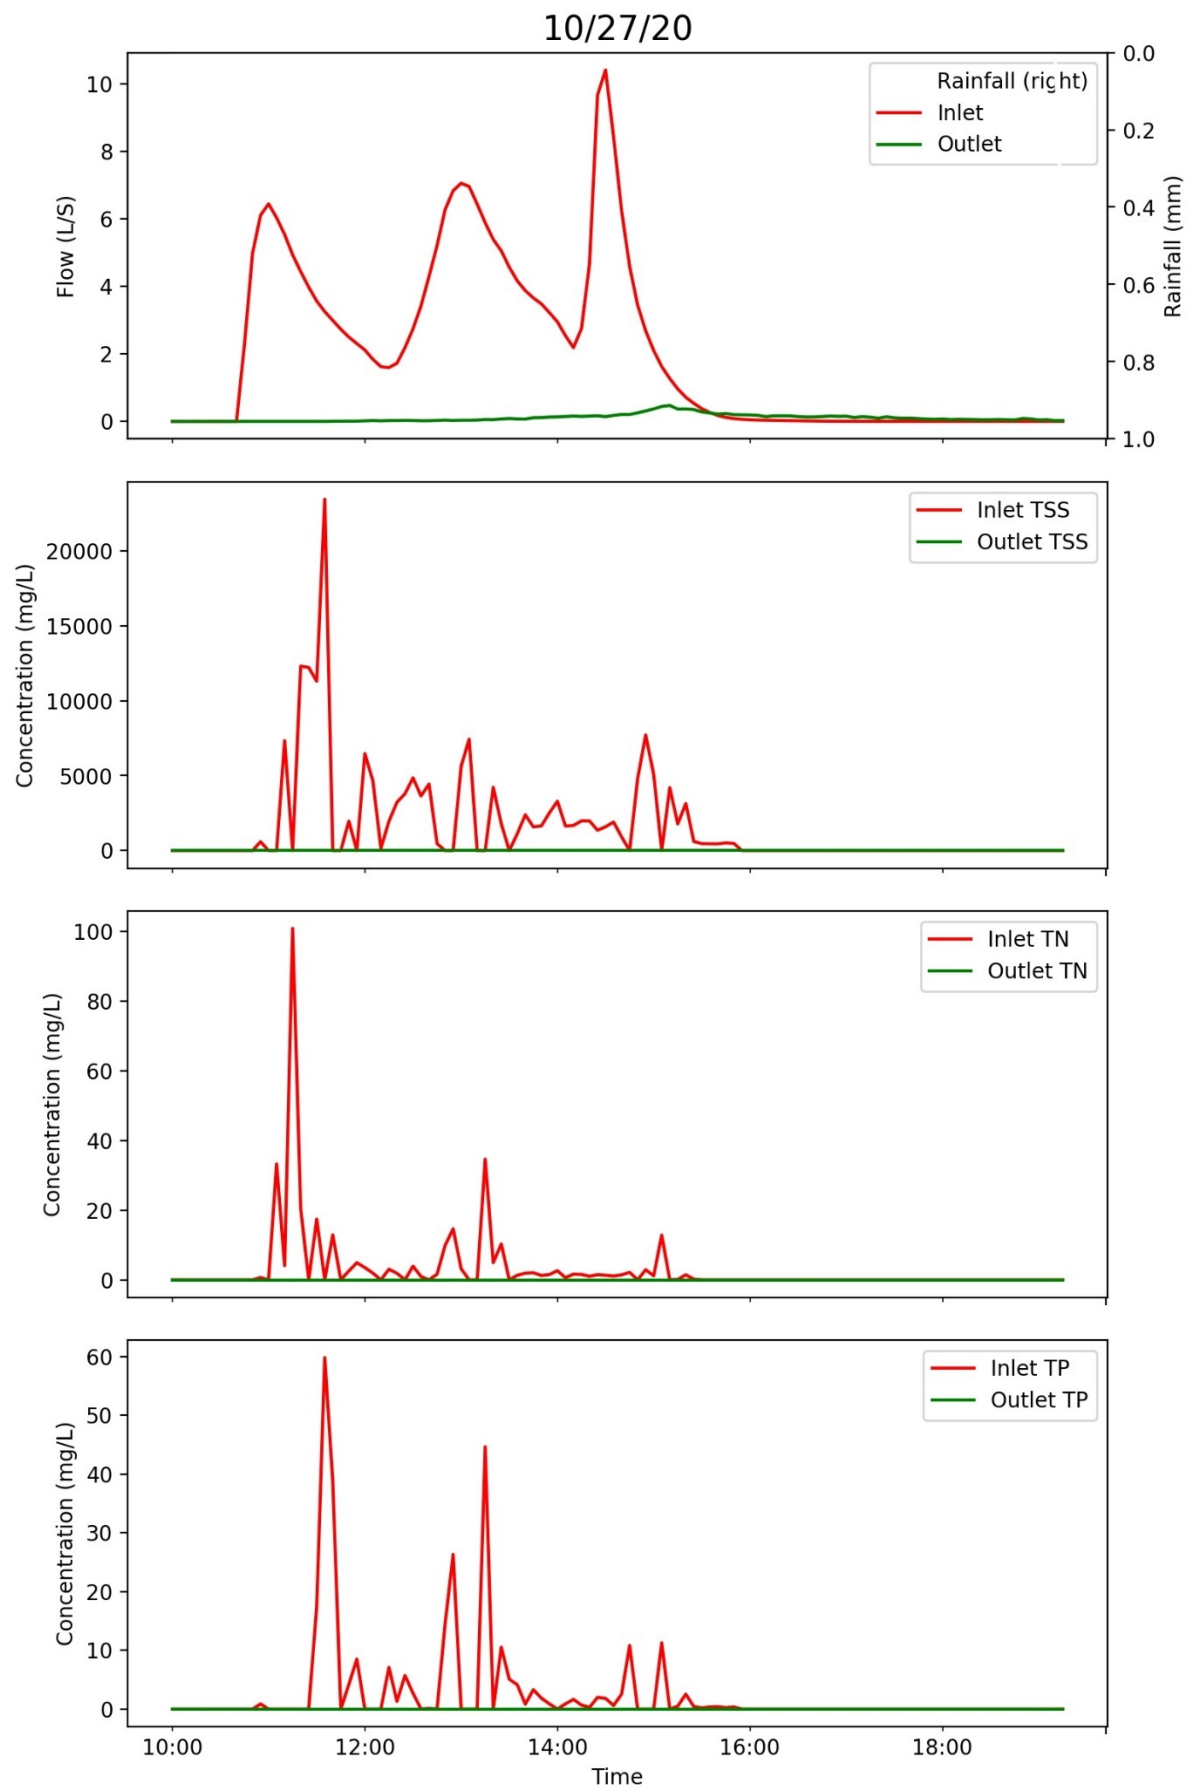 10/27/20
10
8
6
4
2
0
Flow (L/S)
Rainfall (right)
Inlet
Outlet
0.0
0.2
0.4
0.6
0.8
1.0
Rainfall (mm)
20000
15000
10000
5000
0
Concentration (mg/L)
Inlet TSS
Outlet TSS
100
80
60
40
20
0
Concentration (mg/L)
Inlet TN
Outlet TN
60
50
40
30
20
10
0
Concentration (mg/L)
Inlet TP
Outlet TP
10:00 12:00 14:00 16:00 18:00
Time